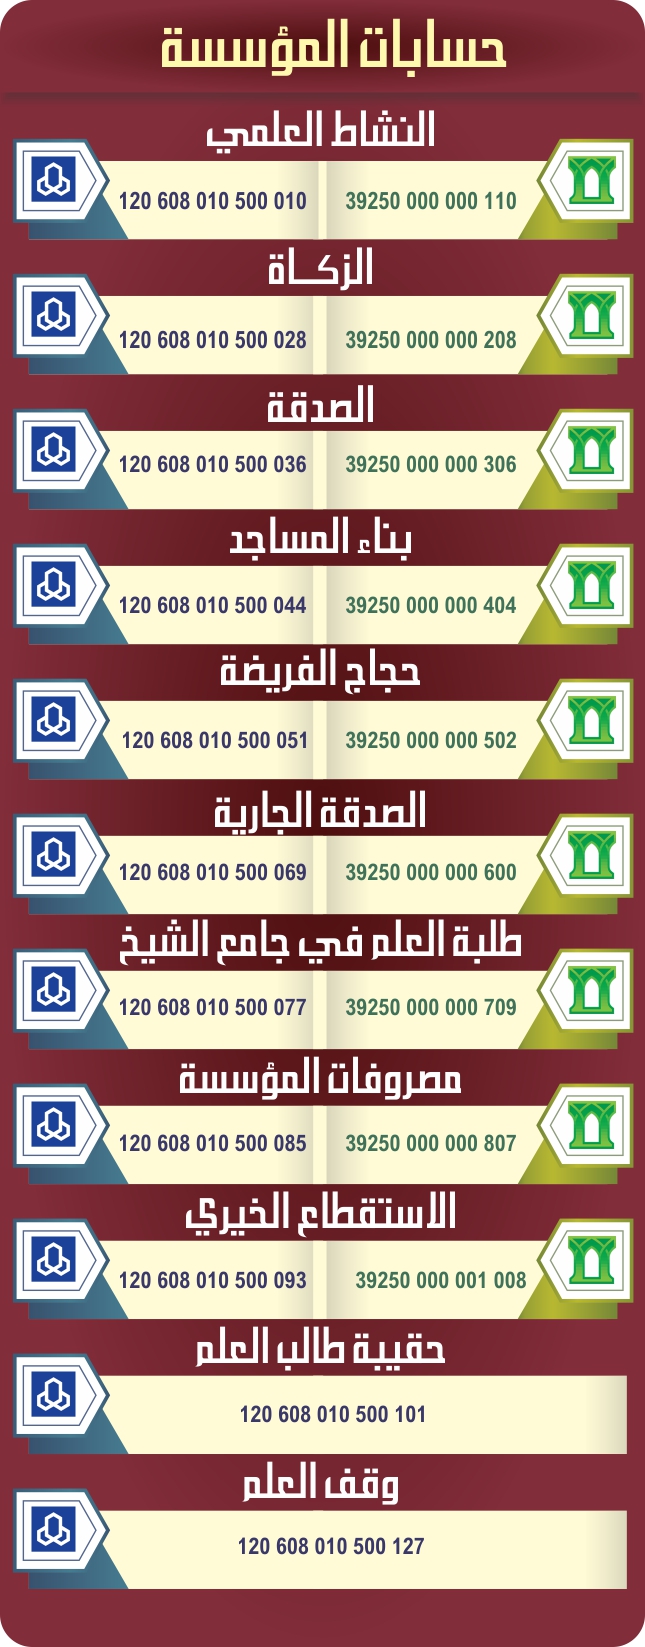 حسابات المؤسسة
النشاط العلمي
39250 000 000 110
120 608 010 500 010
الزكــاة
39250 000 000 208
120 608 010 500 028
الصدقة
39250 000 000 306
120 608 010 500 036
بناء المساجد
39250 000 000 404
120 608 010 500 044
حجاج الفريضة
39250 000 000 502
120 608 010 500 051
الصدقة الجارية
39250 000 000 600
120 608 010 500 069
طلبة العلم في جامع الشيخ
39250 000 000 709
120 608 010 500 077
مصروفات المؤسسة
39250 000 000 807
120 608 010 500 085
الاستقطاع الخيري
39250 000 001 008
120 608 010 500 093
حقيبة طالب العلم
120 608 010 500 101
وقف العلم
120 608 010 500 127